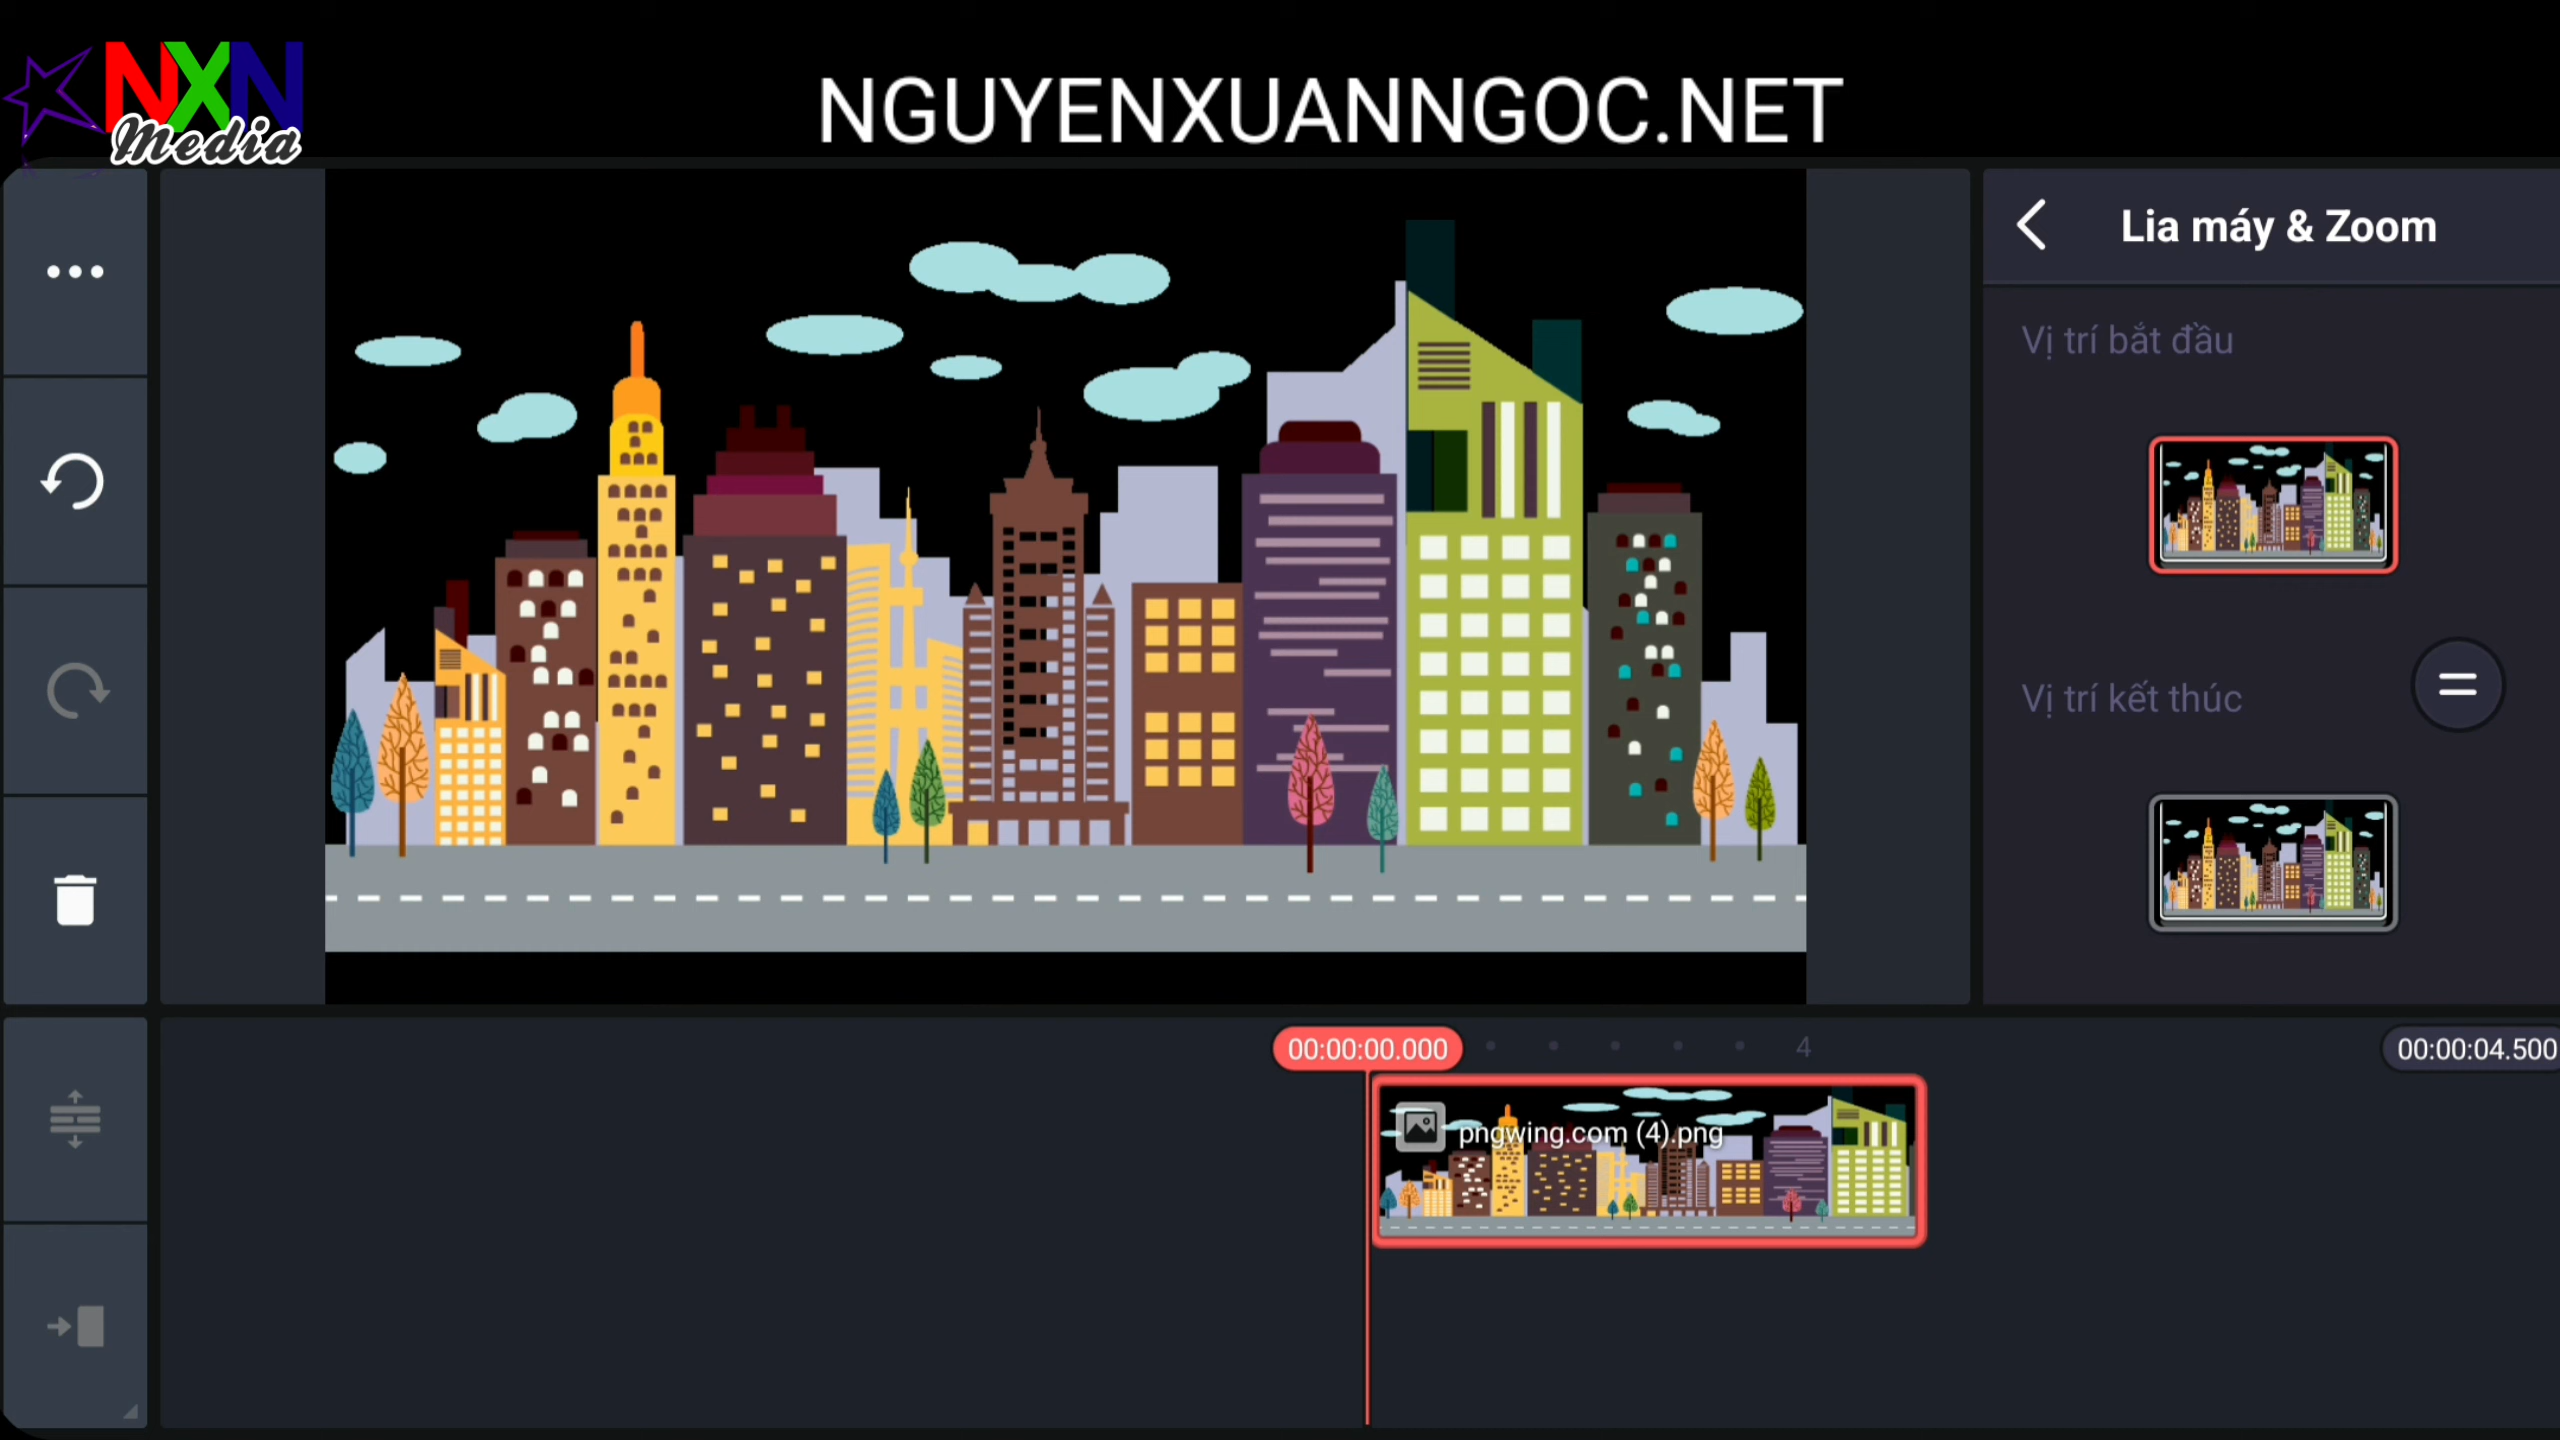 NXN
Media
NGUYENXUANNGOC.NET
Lia máy & Zoom
Vị trí bắt đầu
Vị trí kết thúc
00:00:00.000
4
00:00:04.500
pngwing.com (4).png